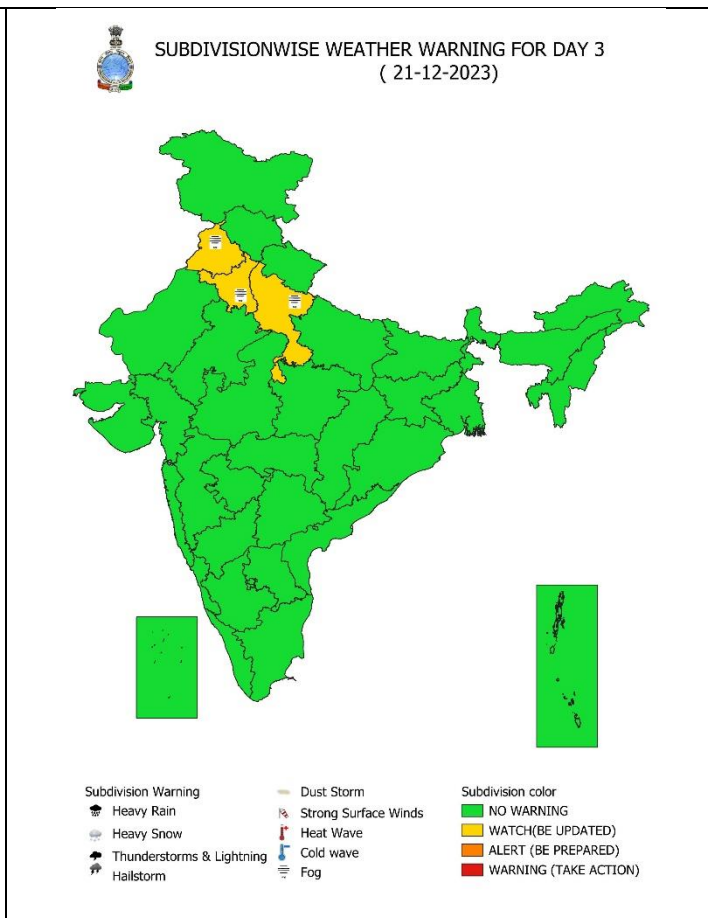 SUBDIVISIONWISE WEATHER WARNING FOR DAY 3
( 21-12-2023)
Subdivision Warning
Heavy Rain
Heavy Snow
Thunderstorms & Lightning
Hailstorm
Dust Storm
Strong Surface Winds
Heat Wave
Cold wave
Fog
Subdivision color
NO WARNING
WATCH(BE UPDATED)
ALERT (BE PREPARED)
WARNING (TAKE ACTION)